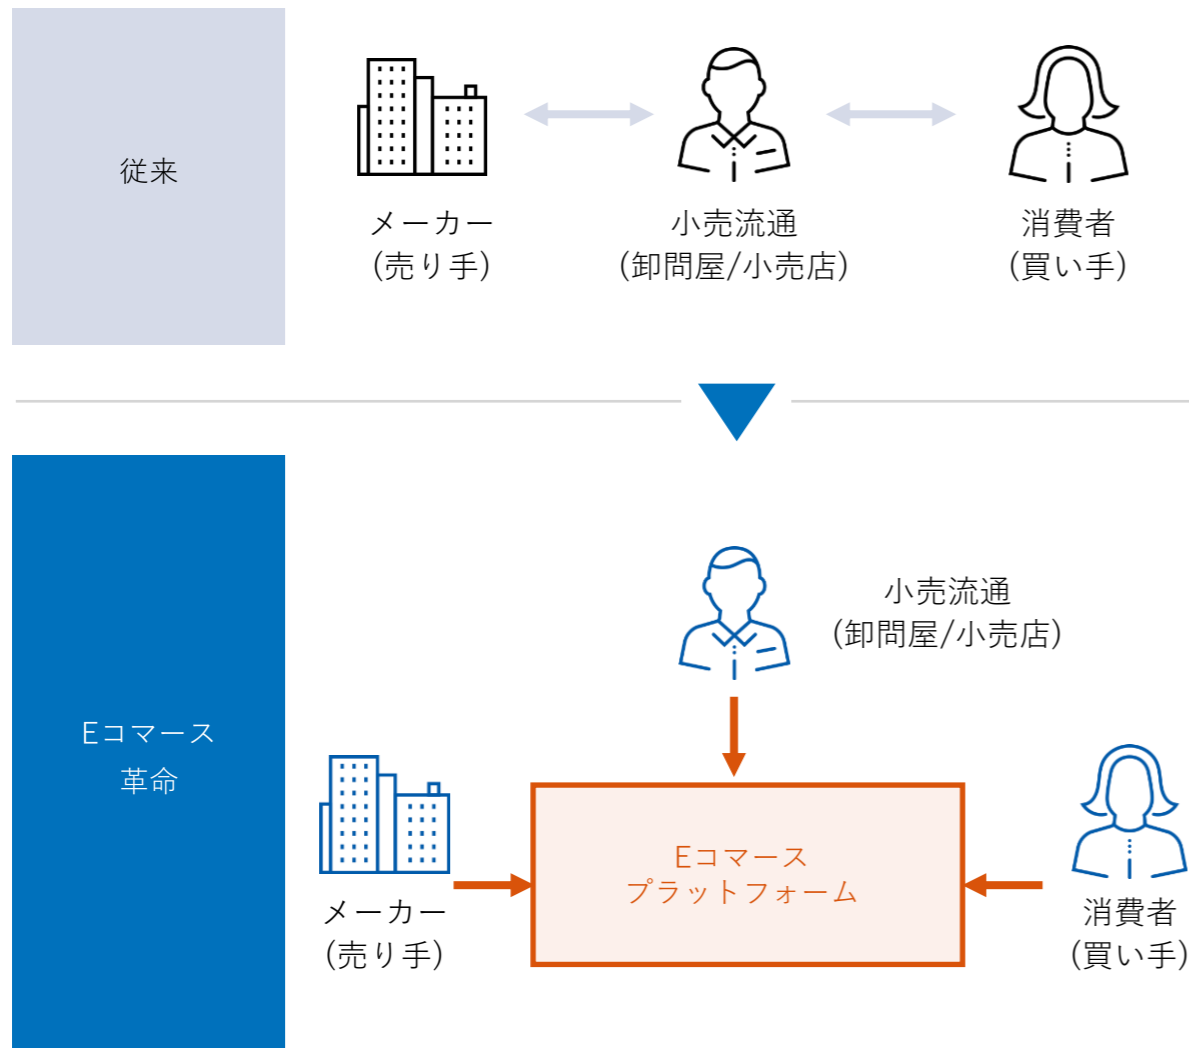 従来
メーカー
(売り手)
小売流通
(卸問屋/小売店)
消費者
(買い手)
Eコマース
革命
小売流通
(卸問屋/小売店)
メーカー
(売り手)
Eコマース
プラットフォーム
消費者
(買い手)